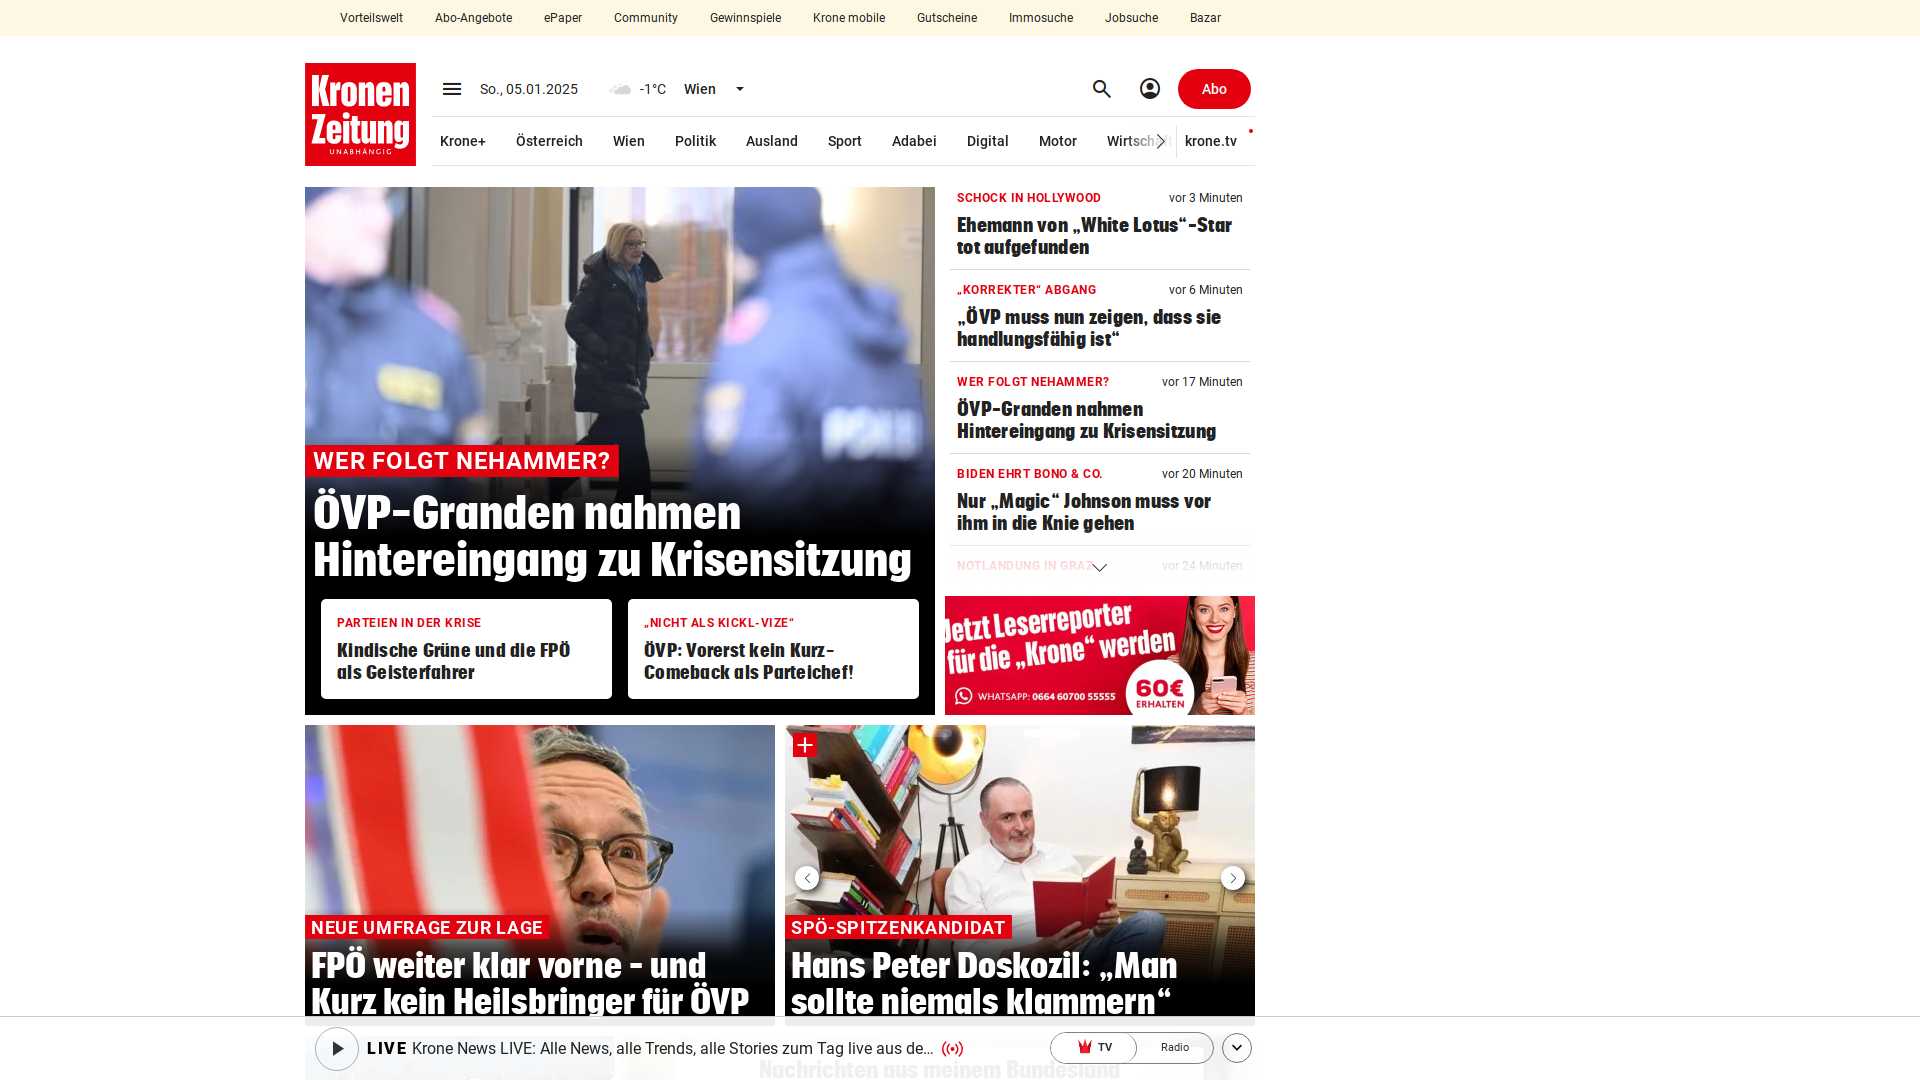 Vorteilswelt Abo-Angebote ePaper Community Gewinnspiele Krone mobile Gutscheine Immosuche Jobsuche Bazar
Kronen
Zeitung
UNABHÄNGIG
So., 05.01.2025 -1°C Wien
Abo
Krone+ Österreich Wien Politik Ausland Sport Adabei Digital Motor Wirtschaft krone.tv
WER FOLGT NEHAMMER?
ÖVP-Granden nahmen
Hintereingang zu Krisensitzung
PARTEIEN IN DER KRISE
Kindische Grüne und die FPÖ
als Geisterfahrer
„NICHT ALS KICKL-VIZE“
ÖVP: Vorerst kein Kurz-
Comeback als Parteichef!
SCHOCK IN HOLLYWOOD vor 3 Minuten
Ehemann von „White Lotus“-Star
tot aufgefunden
„KORREKTER“ ABGANG vor 6 Minuten
„ÖVP muss nun zeigen, dass sie
handlungsfähig ist“
WER FOLGT NEHAMMER? vor 17 Minuten
ÖVP-Granden nahmen
Hintereingang zu Krisensitzung
BIDEN EHRT BONO & CO. vor 20 Minuten
Nur „Magic“ Johnson muss vor
ihm in die Knie gehen
NOTLANDUNG IN GRAZ vor 24 Minuten
Jetzt Leserreporter
für die „Krone“ werden
WHATSAPP: 0664 60700 55555
60€
ERHALTEN
NEUE UMFRAGE ZUR LAGE
FPÖ weiter klar vorne – und
Kurz kein Heilsbringer für ÖVP
SPÖ-SPITZENKANDIDAT
Hans Peter Doskozil: „Man
sollte niemals klammern“
LIVE Krone News LIVE: Alle News, alle Trends, alle Stories zum Tag live aus de...
TV Radio
Nachrichten aus meinem Bundesland